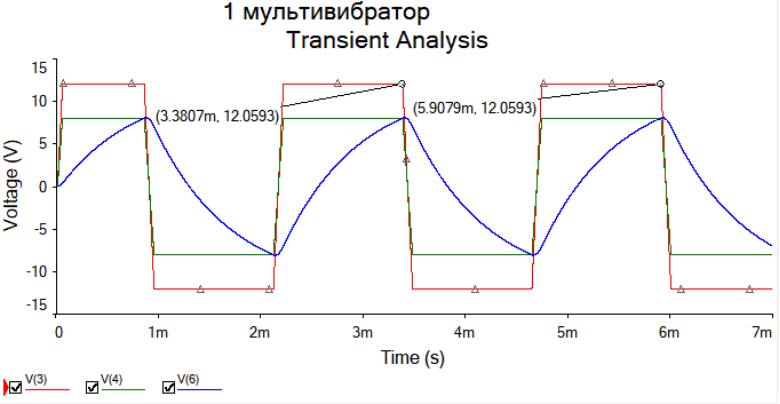 1 мультивибратор
Transient Analysis
Voltage (V)
15
10
5
0
-5
-10
-15
(3.3807m, 12.0593)
(5.9079m, 12.0593)
0 1m 2m 3m 4m 5m 6m 7m
Time (s)
V(3) V(4) V(6)